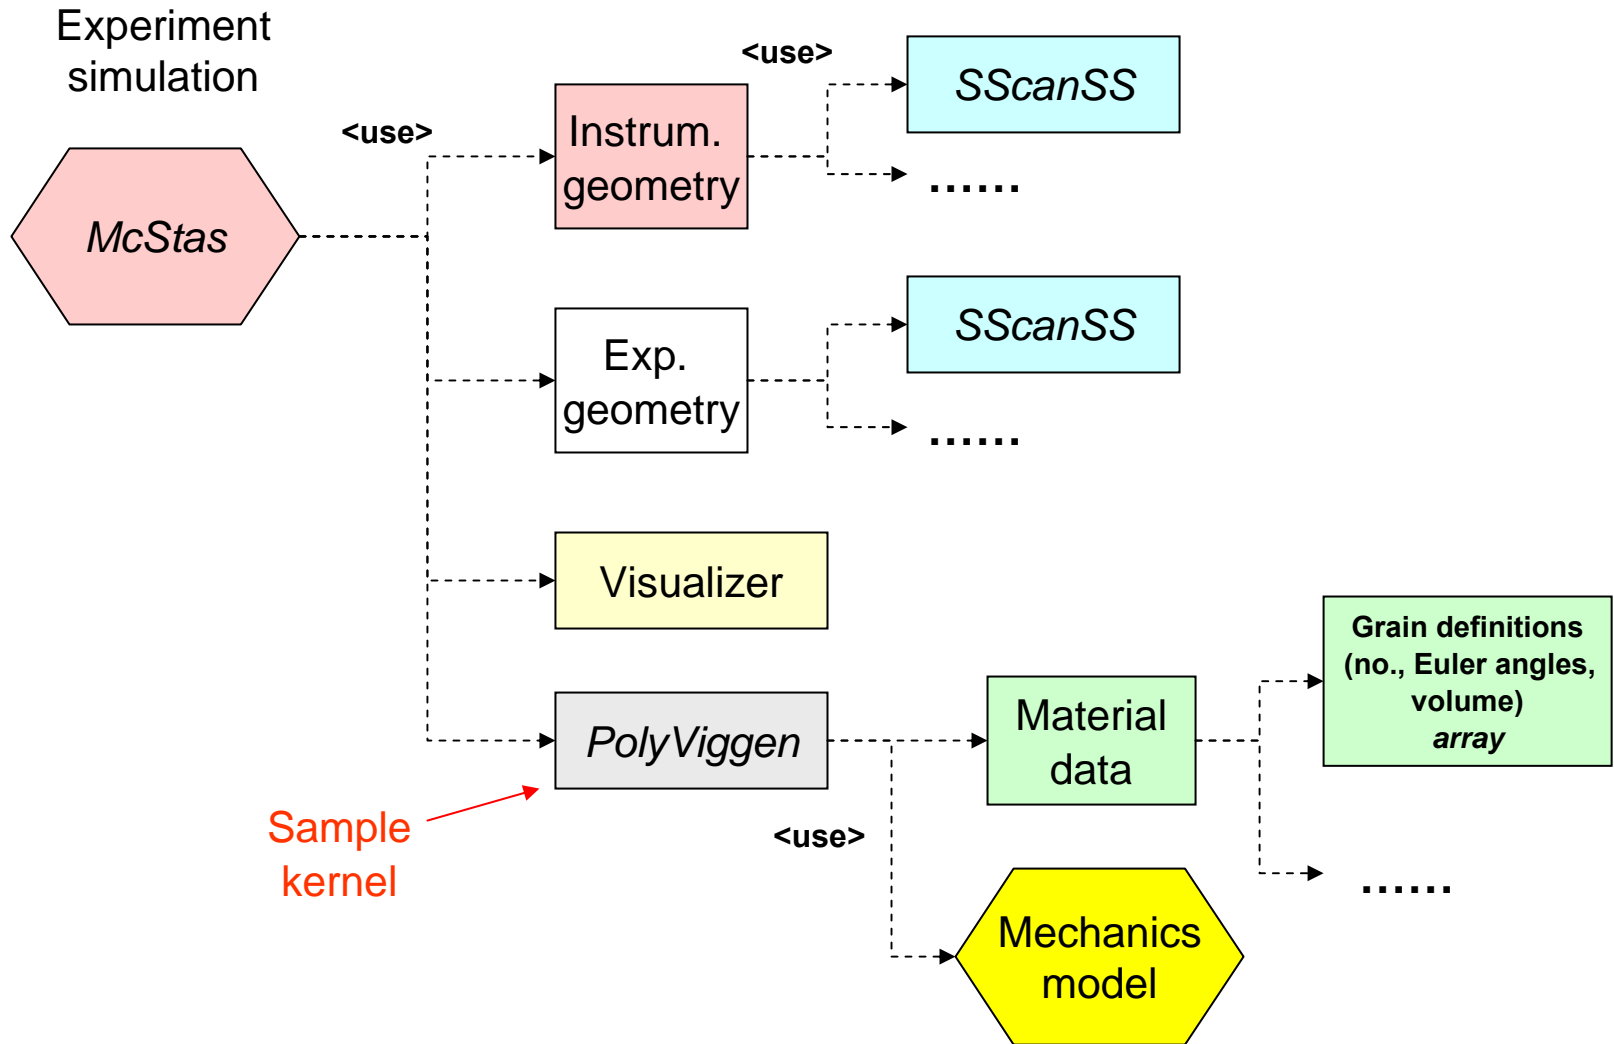 Experiment
simulation
<use>
SScanSS
<use>
Instrum.
geometry
......
McStas
SScanSS
Exp.
geometry
......
Visualizer
Grain definitions
(no., Euler angles,
volume)
array
Material
data
PolyViggen
Sample
kernel
<use>
......
Mechanics
model